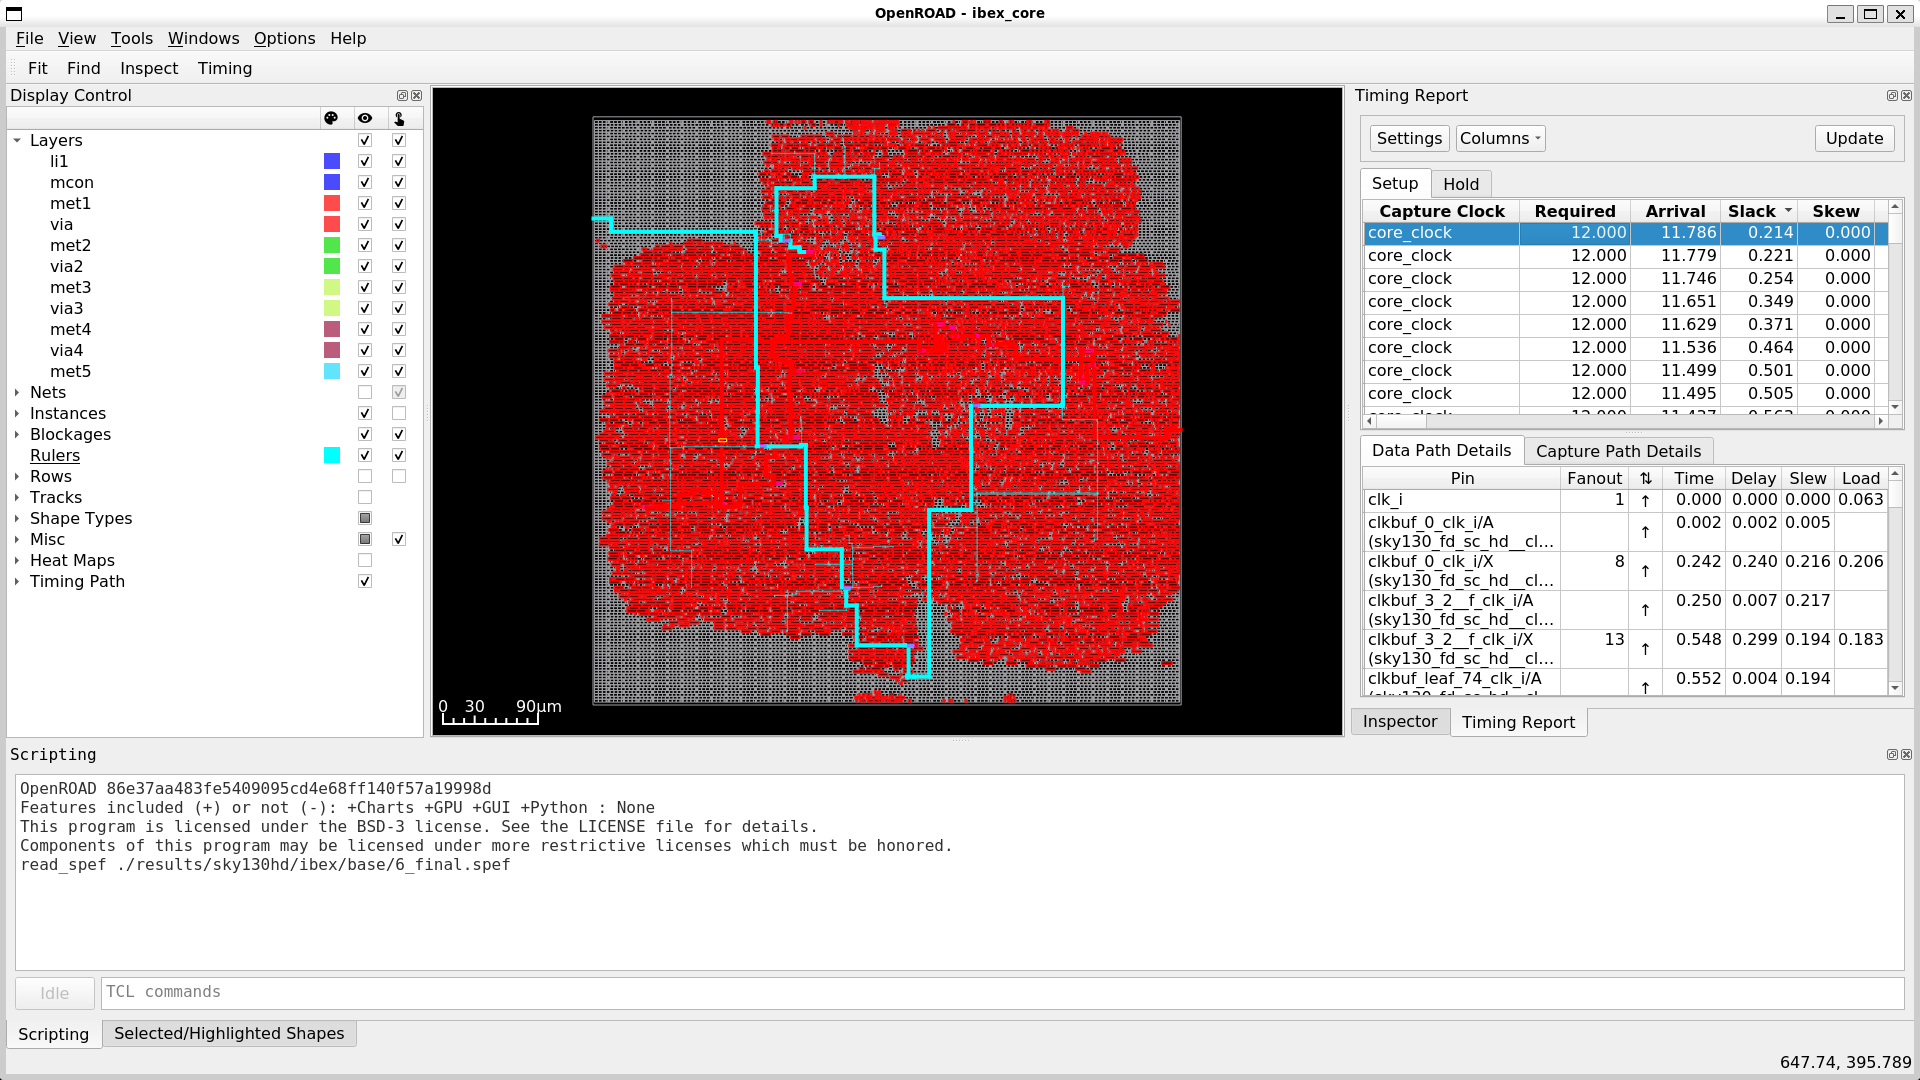 OpenROAD - ibex_core
File View Tools Windows Options Help
Fit Find Inspect Timing
Display Control
Layers
li1
mcon
met1
via
met2
via2
met3
via3
met4
via4
met5
Nets
Instances
Blockages
Rulers
Rows
Tracks
Shape Types
Misc
Heat Maps
Timing Path
0 30 90μm
Timing Report
Settings Columns Update
Setup Hold
Capture Clock Required Arrival Slack Skew
core_clock 12.000 11.786 0.214 0.000
core_clock 12.000 11.779 0.221 0.000
core_clock 12.000 11.746 0.254 0.000
core_clock 12.000 11.651 0.349 0.000
core_clock 12.000 11.629 0.371 0.000
core_clock 12.000 11.536 0.464 0.000
core_clock 12.000 11.499 0.501 0.000
core_clock 12.000 11.495 0.505 0.000
Data Path Details Capture Path Details
Pin Fanout ⇅ Time Delay Slew Load
clk_i 1 ↑ 0.000 0.000 0.000 0.063
clkbuf_0_clk_i/A ↑ 0.002 0.002 0.005
(sky130_fd_sc_hd__cl...
clkbuf_0_clk_i/X 8 ↑ 0.242 0.240 0.216 0.206
(sky130_fd_sc_hd__cl...
clkbuf_3_2__f_clk_i/A ↑ 0.250 0.007 0.217
(sky130_fd_sc_hd__cl...
clkbuf_3_2__f_clk_i/X 13 ↑ 0.548 0.299 0.194 0.183
(sky130_fd_sc_hd__cl...
clkbuf_leaf_74_clk_i/A ↑ 0.552 0.004 0.194
Inspector Timing Report
Scripting
OpenROAD 86e37aa483fe5409095cd4e68ff140f57a19998d
Features included (+) or not (-): +Charts +GPU +GUI +Python : None
This program is licensed under the BSD-3 license. See the LICENSE file for details.
Components of this program may be licensed under more restrictive licenses which must be honored.
read_spef ./results/sky130hd/ibex/base/6_final.spef
Idle TCL commands
Scripting Selected/Highlighted Shapes
647.74, 395.789